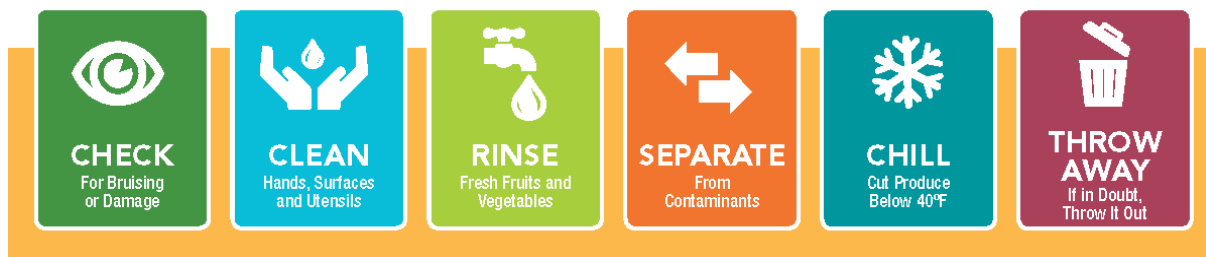 CHECK
For Bruising
or Damage
CLEAN
Hands, Surfaces
and Utensils
RINSE
Fresh Fruits and
Vegetables
SEPARATE
From
Contaminants
CHILL
Cut Produce
Below 40ºF
THROW
AWAY
If in Doubt,
Throw It Out